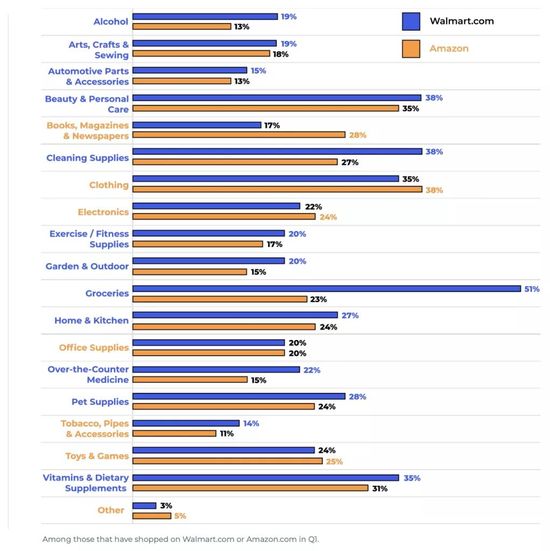 Walmart.com
Amazon
Alcohol
19%
13%
Arts, Crafts &
Sewing
19%
18%
Automotive Parts
& Accessories
15%
13%
Beauty & Personal
Care
38%
35%
Books, Magazines
& Newspapers
17%
28%
Cleaning Supplies
38%
27%
Clothing
35%
38%
Electronics
22%
24%
Exercise / Fitness
Supplies
20%
17%
Garden & Outdoor
20%
15%
Groceries
51%
23%
Home & Kitchen
27%
24%
Office Supplies
20%
20%
Over-the-Counter
Medicine
22%
15%
Pet Supplies
28%
24%
Tobacco, Pipes
& Accessories
14%
11%
Toys & Games
24%
25%
Vitamins & Dietary
Supplements
35%
31%
Other
3%
5%
Among those that have shopped on Walmart.com or Amazon.com in Q1.